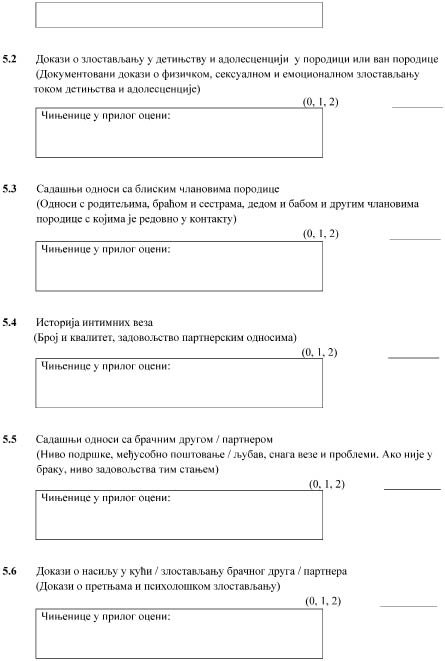 5.2 Докази о злостављању у детињству и адолесценцији у породици или ван породице
(Документовани докази о физичком, сексуалном и емоционалном злостављању
током детињства и адолесценције)
(0, 1, 2) ________
Чињенице у прилог оцени:
5.3 Садашњи односи са блиским члановима породице
(Односи с родитељима, браћом и сестрама, дедом и бабом и другим члановима
породице с којима је редовно у контакту)
(0, 1, 2) ________
Чињенице у прилог оцени:
5.4 Историја интимних веза
(Број и квалитет, задовољство партнерским односима)
(0, 1, 2) ________
Чињенице у прилог оцени:
5.5 Садашњи односи са брачним другом / партнером
(Ниво подршке, међусобно поштовање / љубав, снага везе и проблеми. Ако није у
браку, ниво задовољства тим стањем)
(0, 1, 2) ________
Чињенице у прилог оцени:
5.6 Докази о насиљу у кући / злостављању брачног друга / партнера
(Докази о претњама и психолошком злостављању)
(0, 1, 2) ________
Чињенице у прилог оцени: